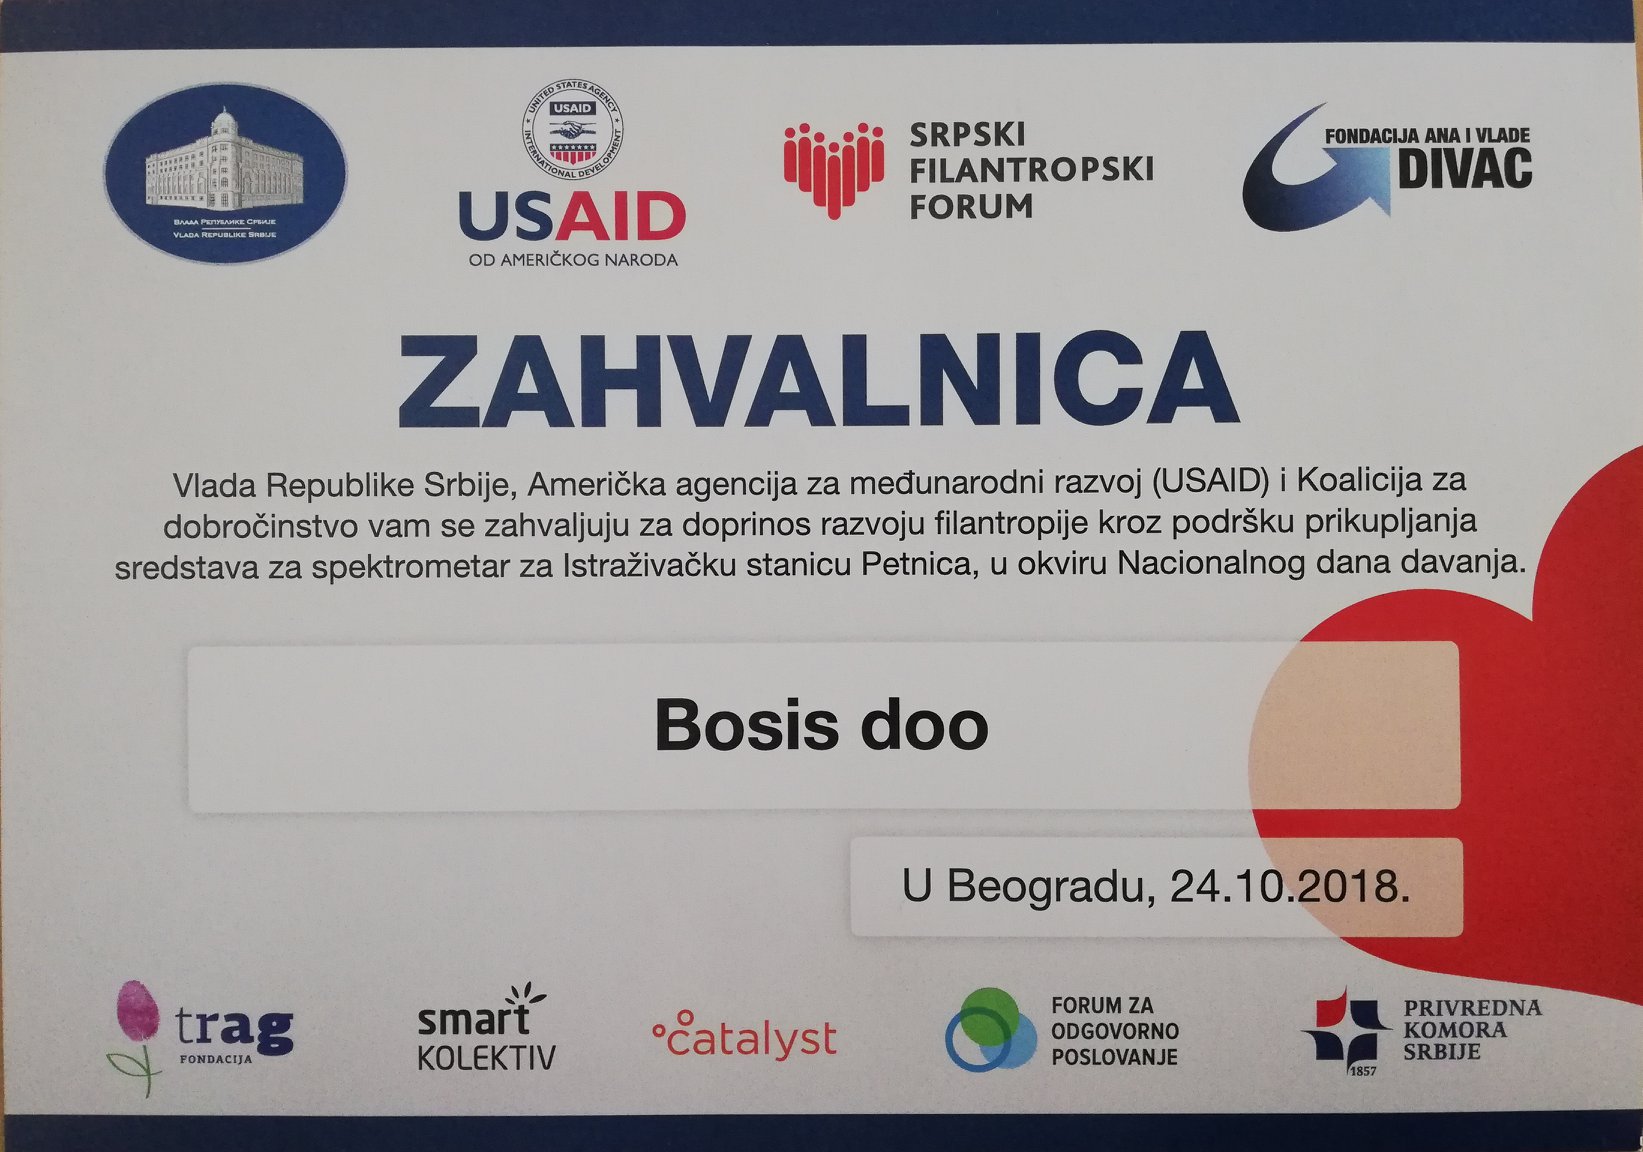 ВЛАДА РЕПУБЛИКЕ СРБИЈЕ
VLADA REPUBLIKE SRBIJE
UNITED STATES AGENCY
USAID
INTERNATIONAL DEVELOPMENT
USAID
OD AMERIČKOG NARODA
SRPSKI
FILANTROPSKI
FORUM
FONDACIJA ANA I VLADE
DIVAC
ZAHVALNICA
Vlada Republike Srbije, Američka agencija za međunarodni razvoj (USAID) i Koalicija za
dobročinstvo vam se zahvaljuju za doprinos razvoju filantropije kroz podršku prikupljanja
sredstava za spektrometar za Istraživačku stanicu Petnica, u okviru Nacionalnog dana davanja.
Bosis doo
U Beogradu, 24.10.2018.
trag
FONDACIJA
smart
KOLEKTIV
catalyst
FORUM ZA
ODGOVORNO
POSLOVANJE
PRIVREDNA
KOMORA
SRBIJE
1857